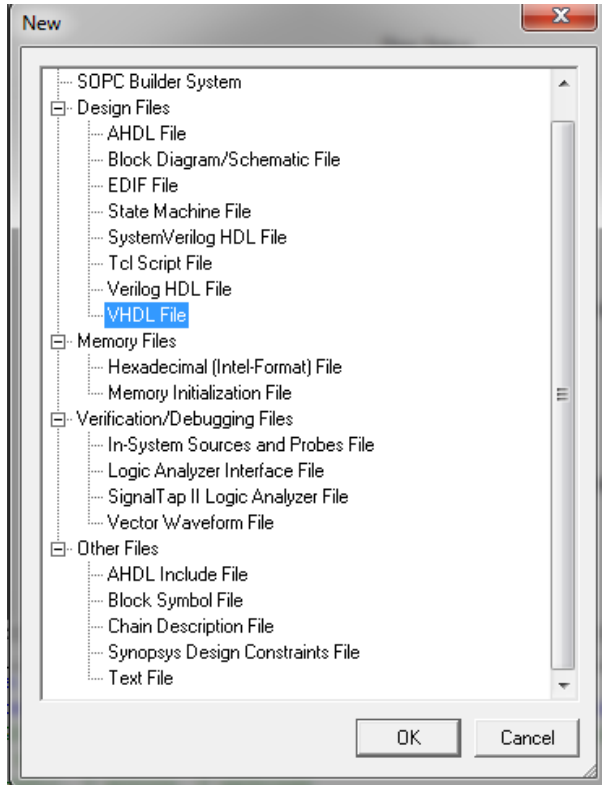 New
SOPC Builder System
Design Files
AHDL File
Block Diagram/Schematic File
EDIF File
State Machine File
SystemVerilog HDL File
Tcl Script File
Verilog HDL File
VHDL File
Memory Files
Hexadecimal (Intel-Format) File
Memory Initialization File
Verification/Debugging Files
In-System Sources and Probes File
Logic Analyzer Interface File
SignalTap II Logic Analyzer File
Vector Waveform File
Other Files
AHDL Include File
Block Symbol File
Chain Description File
Synopsys Design Constraints File
Text File
OK Cancel